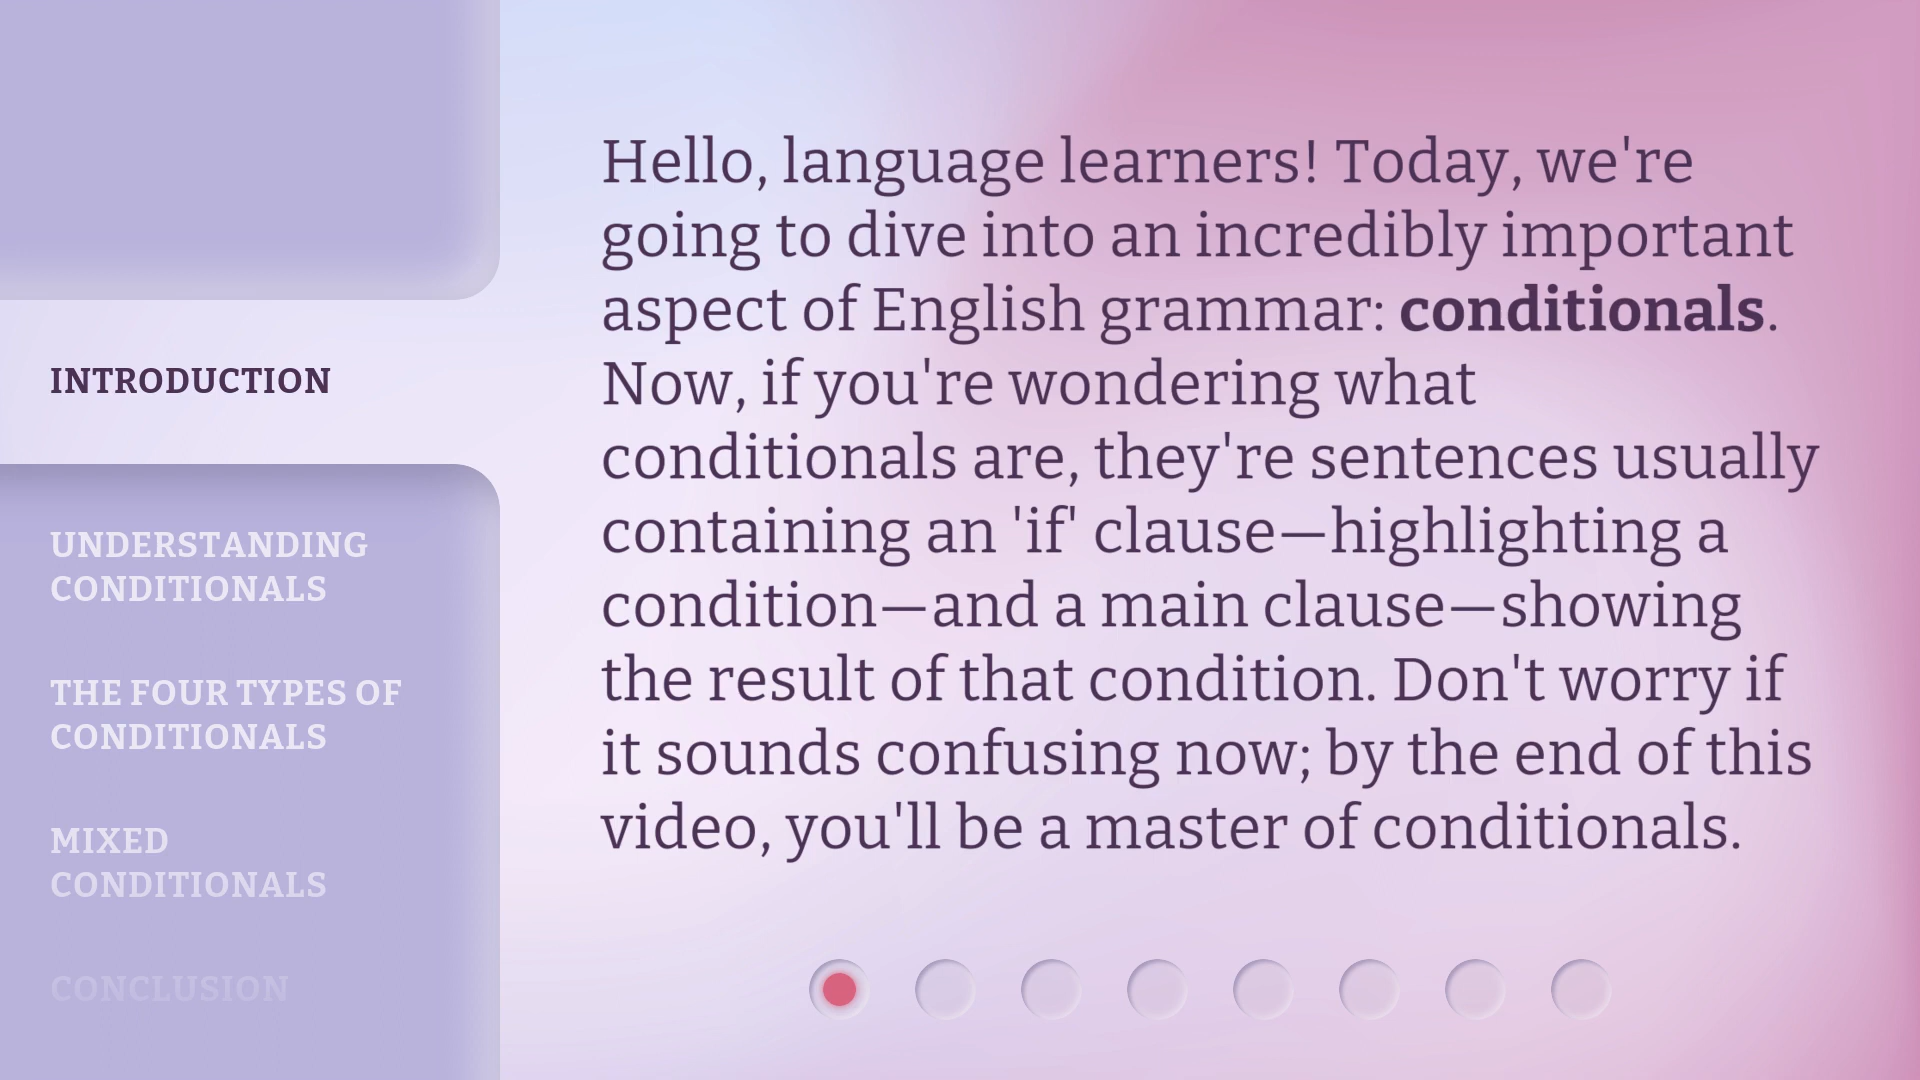 INTRODUCTION
UNDERSTANDING
CONDITIONALS
THE FOUR TYPES OF
CONDITIONALS
MIXED
CONDITIONALS
CONCLUSION
Hello, language learners! Today, we're
going to dive into an incredibly important
aspect of English grammar: conditionals.
Now, if you're wondering what
conditionals are, they're sentences usually
containing an 'if' clause—highlighting a
condition—and a main clause—showing
the result of that condition. Don't worry if
it sounds confusing now; by the end of this
video, you'll be a master of conditionals.